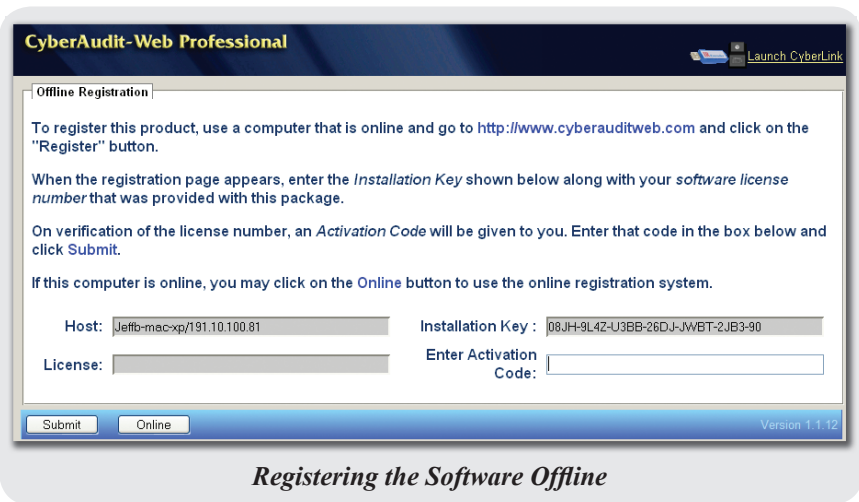 CyberAudit-Web Professional
Launch CyberLink
Offline Registration
To register this product, use a computer that is online and go to http://www.cyberauditweb.com and click on the
"Register" button.
When the registration page appears, enter the Installation Key shown below along with your software license
number that was provided with this package.
On verification of the license number, an Activation Code will be given to you. Enter that code in the box below and
click Submit.
If this computer is online, you may click on the Online button to use the online registration system.
Host: Jeffb-mac-xp/191.10.100.81 Installation Key : 08JH-9L4Z-U3BB-26DJ-JWBT-2JB3-90
License: Enter Activation
Code:
Submit Online Version 1.1.12
Registering the Software Offline